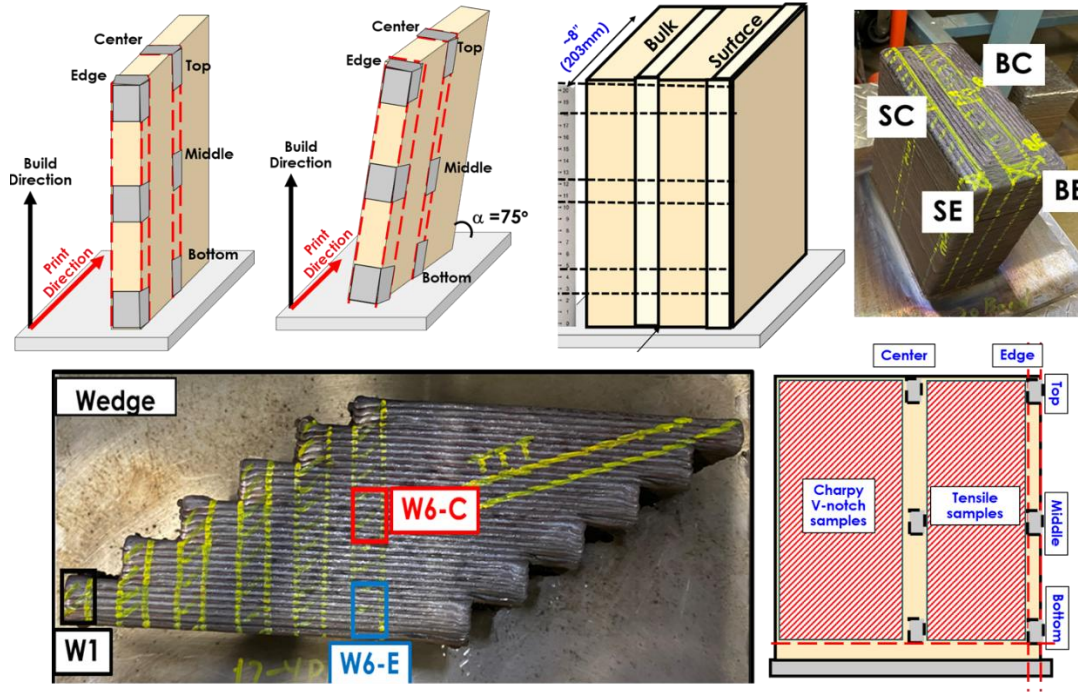 Center
Edge
Top
Middle
Bottom
Build
Direction
Print
Direction
Center
Edge
Top
Middle
Bottom
Build
Direction
Print
Direction
α =75°
~8"
(203mm)
Bulk
Surface
BC
SC
SE
BE
Wedge
TTT
W6-C
W1
W6-E
Center
Edge
Top
Middle
Bottom
Charpy
V-notch
samples
Tensile
samples